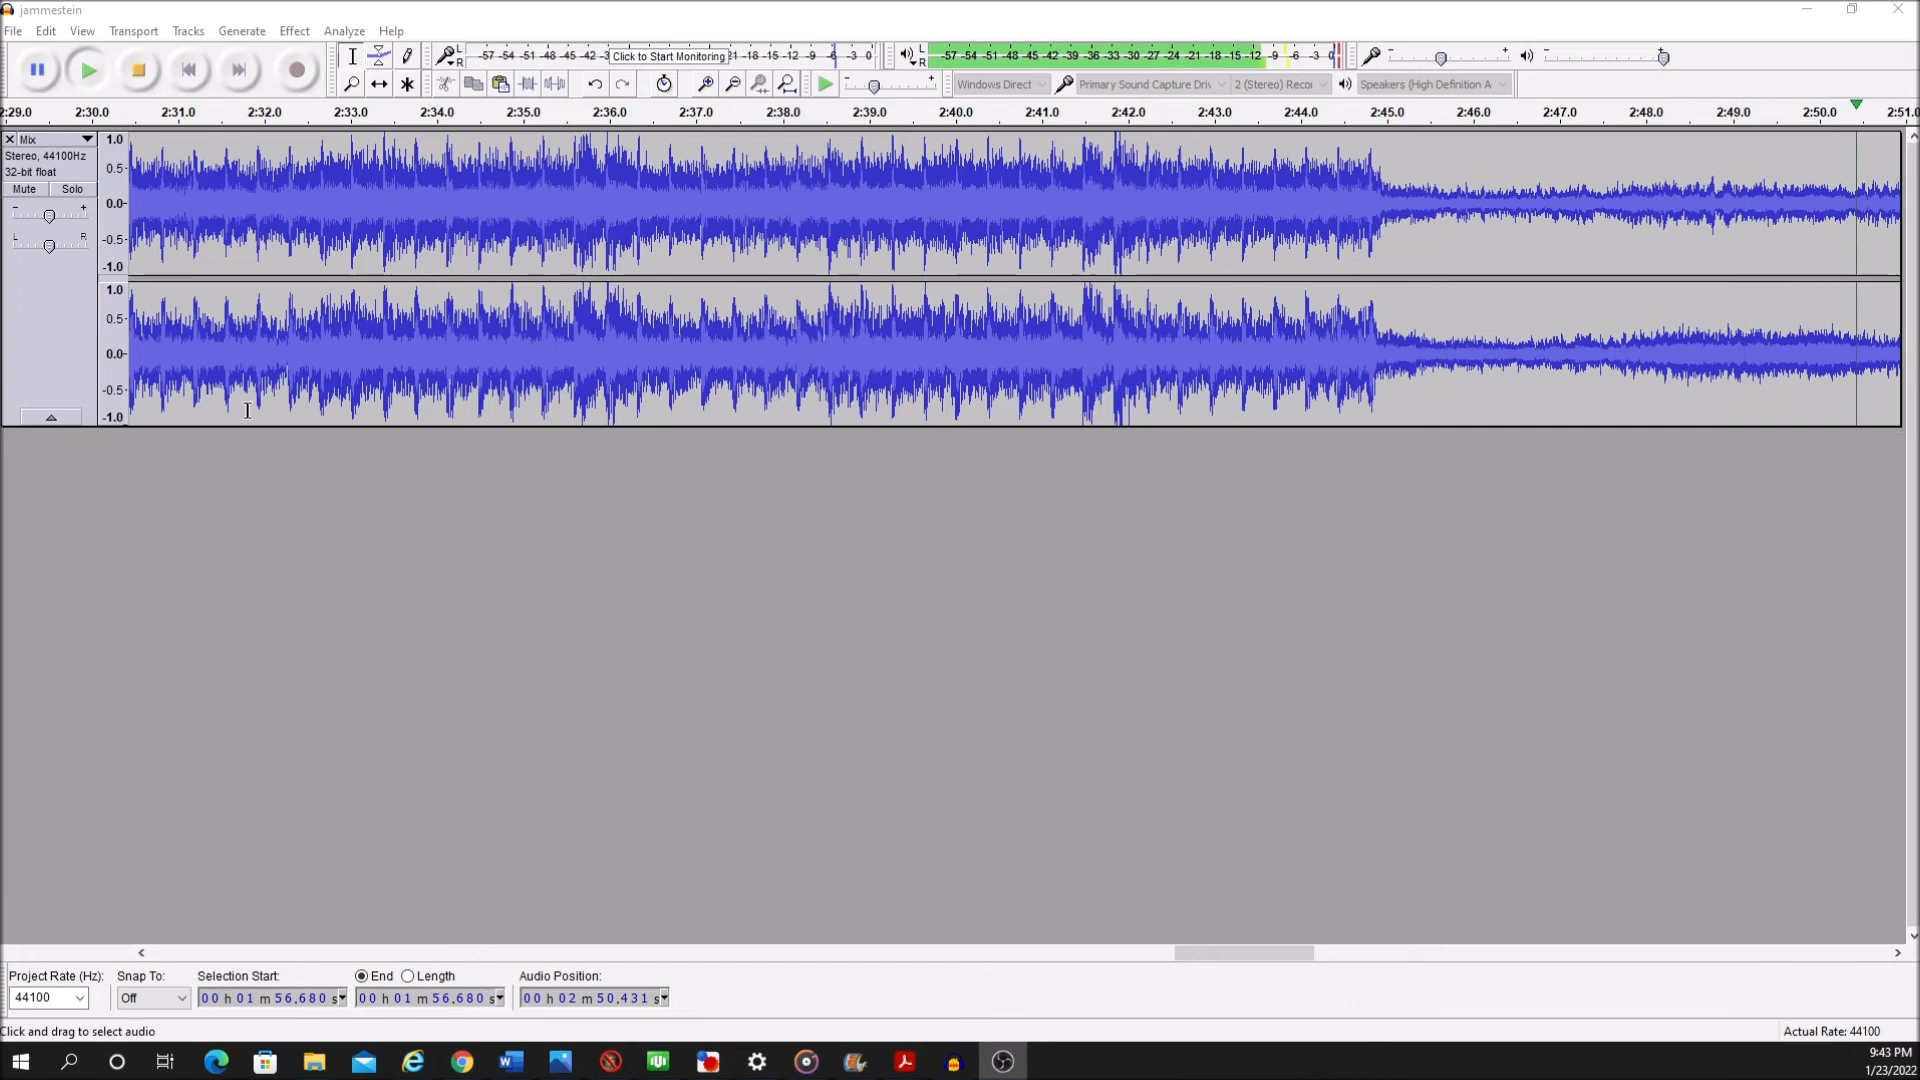 jammestein
File Edit View Transport Tracks Generate Effect Analyze Help
L R -57 -54 -51 -48 -45 -42 -3 Click to Start Monitoring -18 -15 -12 -9 -6 -3 0 L R -57 -54 -51 -48 -45 -42 -39 -36 -33 -30 -27 -24 -21 -18 -15 -12 -9 -6 -3 0 - + - +
- + Windows Direct Primary Sound Capture Driv 2 (Stereo) Recor Speakers (High Definition A
2:29.0 2:30.0 2:31.0 2:32.0 2:33.0 2:34.0 2:35.0 2:36.0 2:37.0 2:38.0 2:39.0 2:40.0 2:41.0 2:42.0 2:43.0 2:44.0 2:45.0 2:46.0 2:47.0 2:48.0 2:49.0 2:50.0 2:51.0
Mix
Stereo, 44100Hz
32-bit float
Mute Solo
- +
L R
1.0
0.5
0.0
-0.5
-1.0
1.0
0.5
0.0
-0.5
-1.0
Project Rate (Hz): Snap To: Selection Start: End Length Audio Position:
44100 Off 00 h 01 m 56.680 s 00 h 01 m 56.680 s 00 h 02 m 50.431 s
Click and drag to select audio Actual Rate: 44100
9:43 PM
1/23/2022